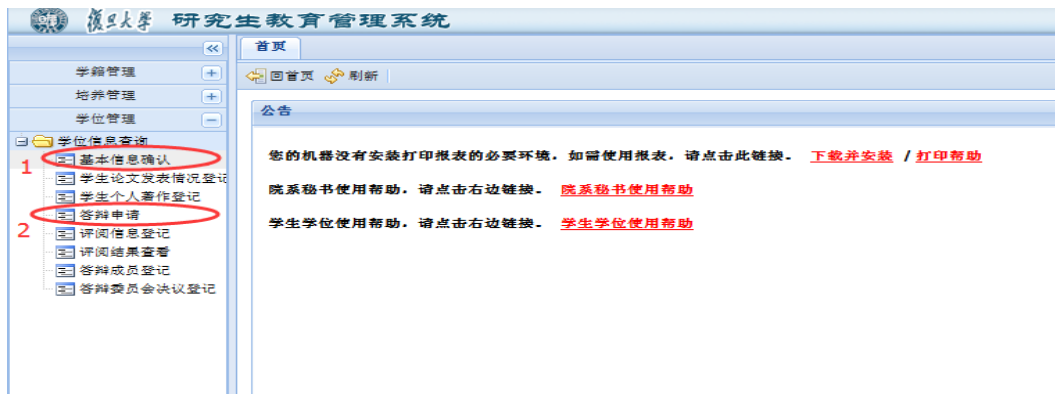 復旦大學 研究生教育管理系统
首页
学籍管理
回首页 刷新
培养管理
公告
学位管理
学位信息查询
1 基本信息确认
您的机器没有安装打印报表的必要环境，如需使用报表，请点击此链接。 下载并安装 / 打印帮助
学生论文发表情况登记
院系秘书使用帮助，请点击右边链接。 院系秘书使用帮助
学生个人著作登记
2 答辩申请
学生学位使用帮助，请点击右边链接。 学生学位使用帮助
评阅信息登记
评阅结果查看
答辩成员登记
答辩委员会决议登记